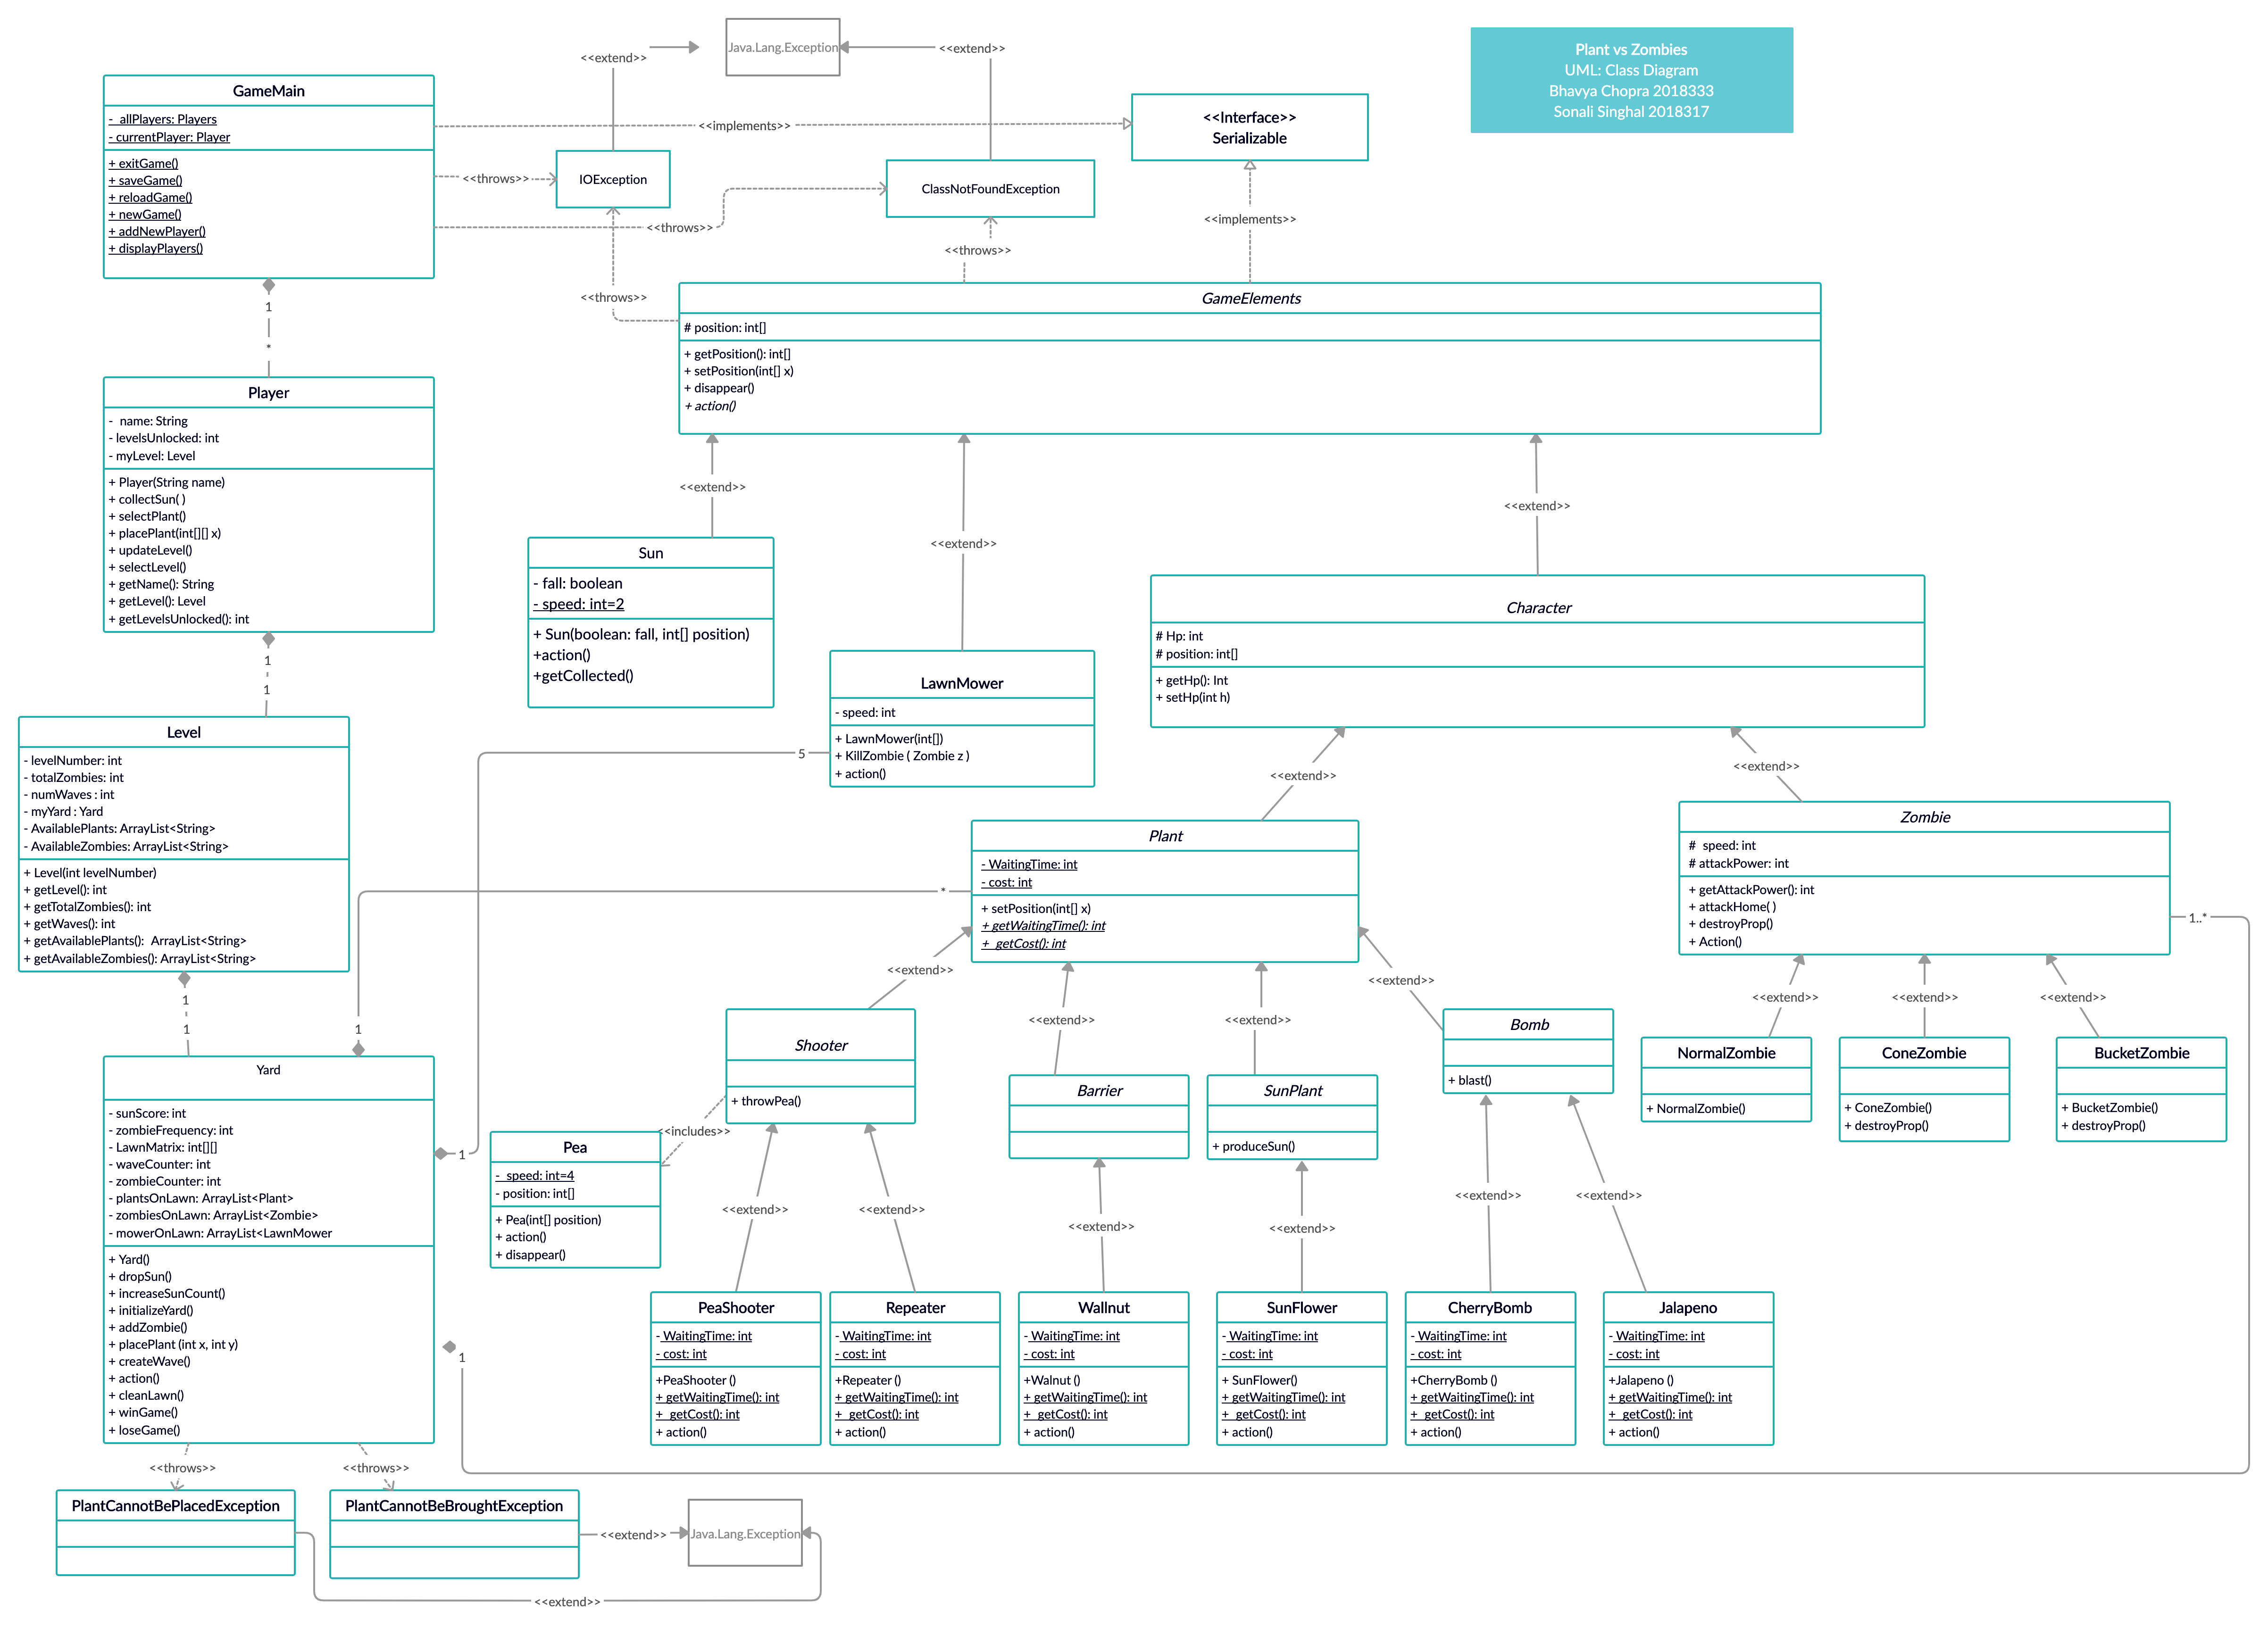 Plant vs Zombies
UML: Class Diagram
Bhavya Chopra 2018333
Sonali Singhal 2018317
Java.Lang.Exception
<<extend>>
<<extend>>
GameMain
-  allPlayers: Players
- currentPlayer: Player
+ exitGame()
+ saveGame()
+ reloadGame()
+ newGame()
+ addNewPlayer()
+ displayPlayers()
<<implements>>
<<throws>>
<<throws>>
IOException
ClassNotFoundException
<<Interface>>
Serializable
<<throws>>
<<throws>>
<<implements>>
1
*
GameElements
# position: int[]
+ getPosition(): int[]
+ setPosition(int[] x)
+ disappear()
+ action()
Player
-  name: String
- levelsUnlocked: int
- myLevel: Level
+ Player(String name)
+ collectSun( )
+ selectPlant()
+ placePlant(int[][] x)
+ updateLevel()
+ selectLevel()
+ getName(): String
+ getLevel(): Level
+ getLevelsUnlocked(): int
<<extend>>
<<extend>>
<<extend>>
Sun
- fall: boolean
- speed: int=2
+ Sun(boolean: fall, int[] position)
+action()
+getCollected()
LawnMower
- speed: int
+ LawnMower(int[])
+ KillZombie ( Zombie z )
+ action()
Character
# Hp: int
# position: int[]
+ getHp(): Int
+ setHp(int h)
1
1
5
<<extend>>
<<extend>>
Level
- levelNumber: int
- totalZombies: int
- numWaves : int
- myYard : Yard
- AvailablePlants: ArrayList<String>
- AvailableZombies: ArrayList<String>
+ Level(int levelNumber)
+ getLevel(): int
+ getTotalZombies(): int
+ getWaves(): int
+ getAvailablePlants():  ArrayList<String>
+ getAvailableZombies(): ArrayList<String>
*
Plant
- WaitingTime: int
- cost: int
+ setPosition(int[] x)
+ getWaitingTime(): int
+  getCost(): int
Zombie
#  speed: int
# attackPower: int
+ getAttackPower(): int
+ attackHome( )
+ destroyProp()
+ Action()
1..*
1
1
1
<<extend>>
<<extend>>
<<extend>>
<<extend>>
<<extend>>
<<extend>>
<<extend>>
Shooter
+ throwPea()
Barrier
SunPlant
+ produceSun()
Bomb
+ blast()
NormalZombie
+ NormalZombie()
ConeZombie
+ ConeZombie()
+ destroyProp()
BucketZombie
+ BucketZombie()
+ destroyProp()
Yard
- sunScore: int
- zombieFrequency: int
- LawnMatrix: int[][]
- waveCounter: int
- zombieCounter: int
- plantsOnLawn: ArrayList<Plant>
- zombiesOnLawn: ArrayList<Zombie>
- mowerOnLawn: ArrayList<LawnMower
+ Yard()
+ dropSun()
+ increaseSunCount()
+ initializeYard()
+ addZombie()
+ placePlant (int x, int y)
+ createWave()
+ action()
+ cleanLawn()
+ winGame()
+ loseGame()
1
1
<<includes>>
Pea
-  speed: int=4
- position: int[]
+ Pea(int[] position)
+ action()
+ disappear()
<<extend>>
<<extend>>
<<extend>>
<<extend>>
<<extend>>
<<extend>>
PeaShooter
- WaitingTime: int
- cost: int
+PeaShooter ()
+ getWaitingTime(): int
+  getCost(): int
+ action()
Repeater
- WaitingTime: int
- cost: int
+Repeater ()
+ getWaitingTime(): int
+  getCost(): int
+ action()
Wallnut
- WaitingTime: int
- cost: int
+Walnut ()
+ getWaitingTime(): int
+  getCost(): int
+ action()
SunFlower
- WaitingTime: int
- cost: int
+ SunFlower()
+ getWaitingTime(): int
+  getCost(): int
+ action()
CherryBomb
- WaitingTime: int
- cost: int
+CherryBomb ()
+ getWaitingTime(): int
+  getCost(): int
+ action()
Jalapeno
- WaitingTime: int
- cost: int
+Jalapeno ()
+ getWaitingTime(): int
+  getCost(): int
+ action()
<<throws>>
<<throws>>
PlantCannotBePlacedException
PlantCannotBeBroughtException
<<extend>>
Java.Lang.Exception
<<extend>>